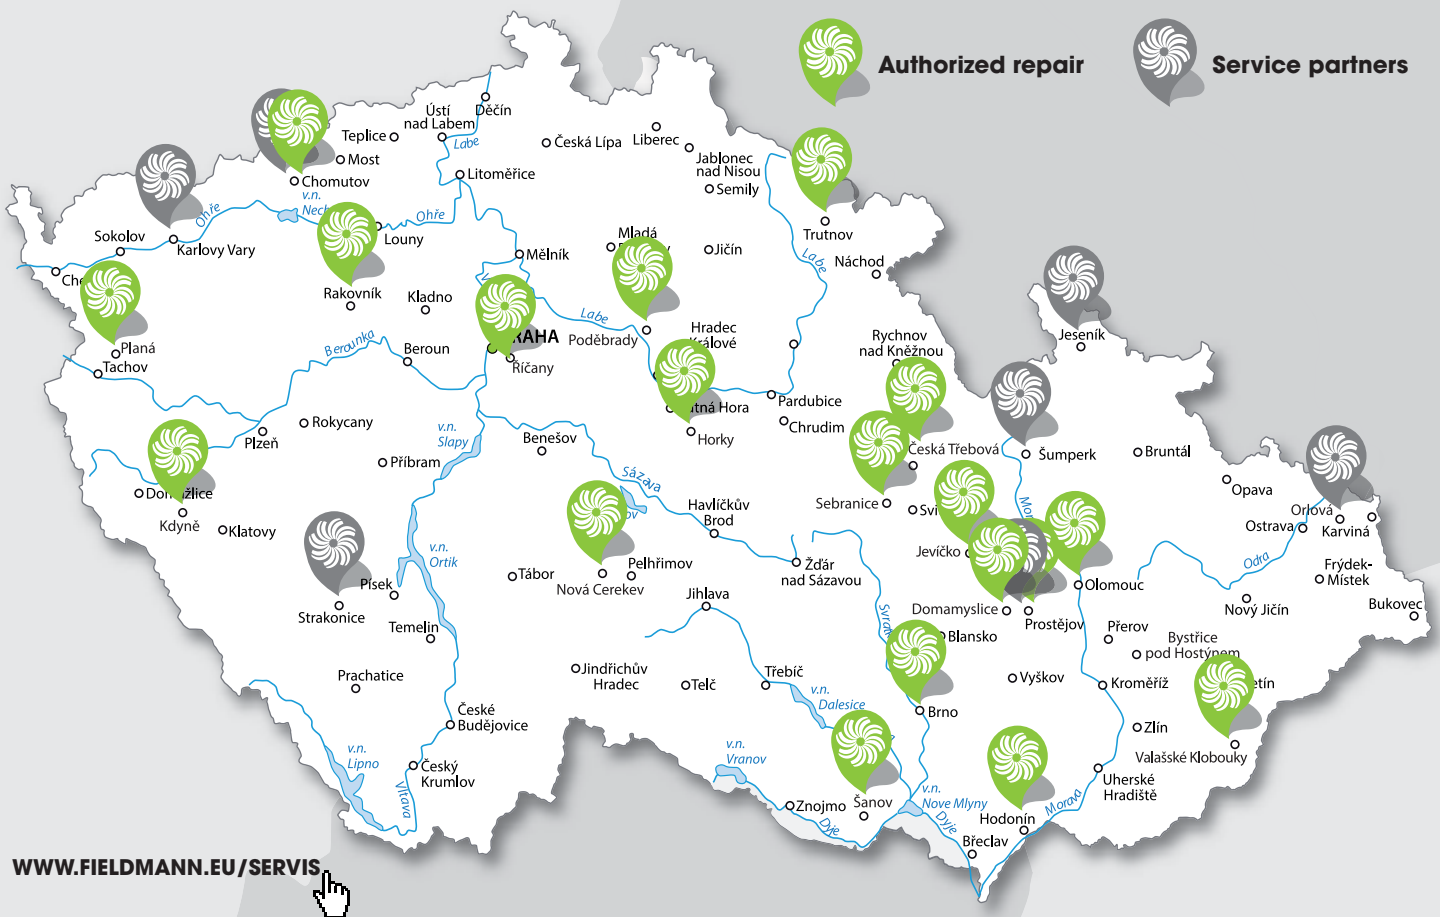 Authorized repair
Service partners
Ústí
nad Labem
Děčín
Teplice
Most
Labe
Česká Lípa
Liberec
Jablonec
nad Nisou
Semily
Chomutov
v.n.
Litoměřice
Ohře
Ohře
Louny
Sokolov
Karlovy Vary
Mělník
Mladá
Jičín
Trutnov
Labe
Náchod
Rakovník
Kladno
Labe
Jeseník
Planá
Tachov
Berounka
Beroun
RAHA
Říčany
Poděbrady
Hradec
Králové
Rychnov
nad Kněžnou
Pardubice
Chrudim
Rokycany
Plzeň
v.n.
Slapy
Benešov
Horky
Česká Třebová
Šumperk
Bruntál
Příbram
Sázava
Opava
Orlová
Karviná
Ostrava
Kdyně
Klatovy
Havlíčkův
Brod
Sebranice
Jevíčko
v.n.
Ortik
Písek
Tábor
Pelhřimov
Nová Cerekev
Žďár
nad Sázavou
Olomouc
Odra
Frýdek-
Místek
Strakonice
Temelin
Jihlava
Svratka
Domamyslice
Prostějov
Nový Jičín
Bukovec
Blansko
Přerov
Bystřice
pod Hostýnem
Prachatice
Jindřichův
Hradec
Telč
Třebíč
Vyškov
Kroměříž
etín
v.n.
Dalesice
České
Budějovice
Brno
Zlín
Valašské Klobouky
v.n.
Lipno
Český
Krumlov
Vltava
v.n.
Vranov
Uherské
Hradiště
Znojmo
Šanov
v.n.
Nove Mlyny
Dyje
Dyje
Hodonín
Morava
Břeclav
WWW.FIELDMANN.EU/SERVIS